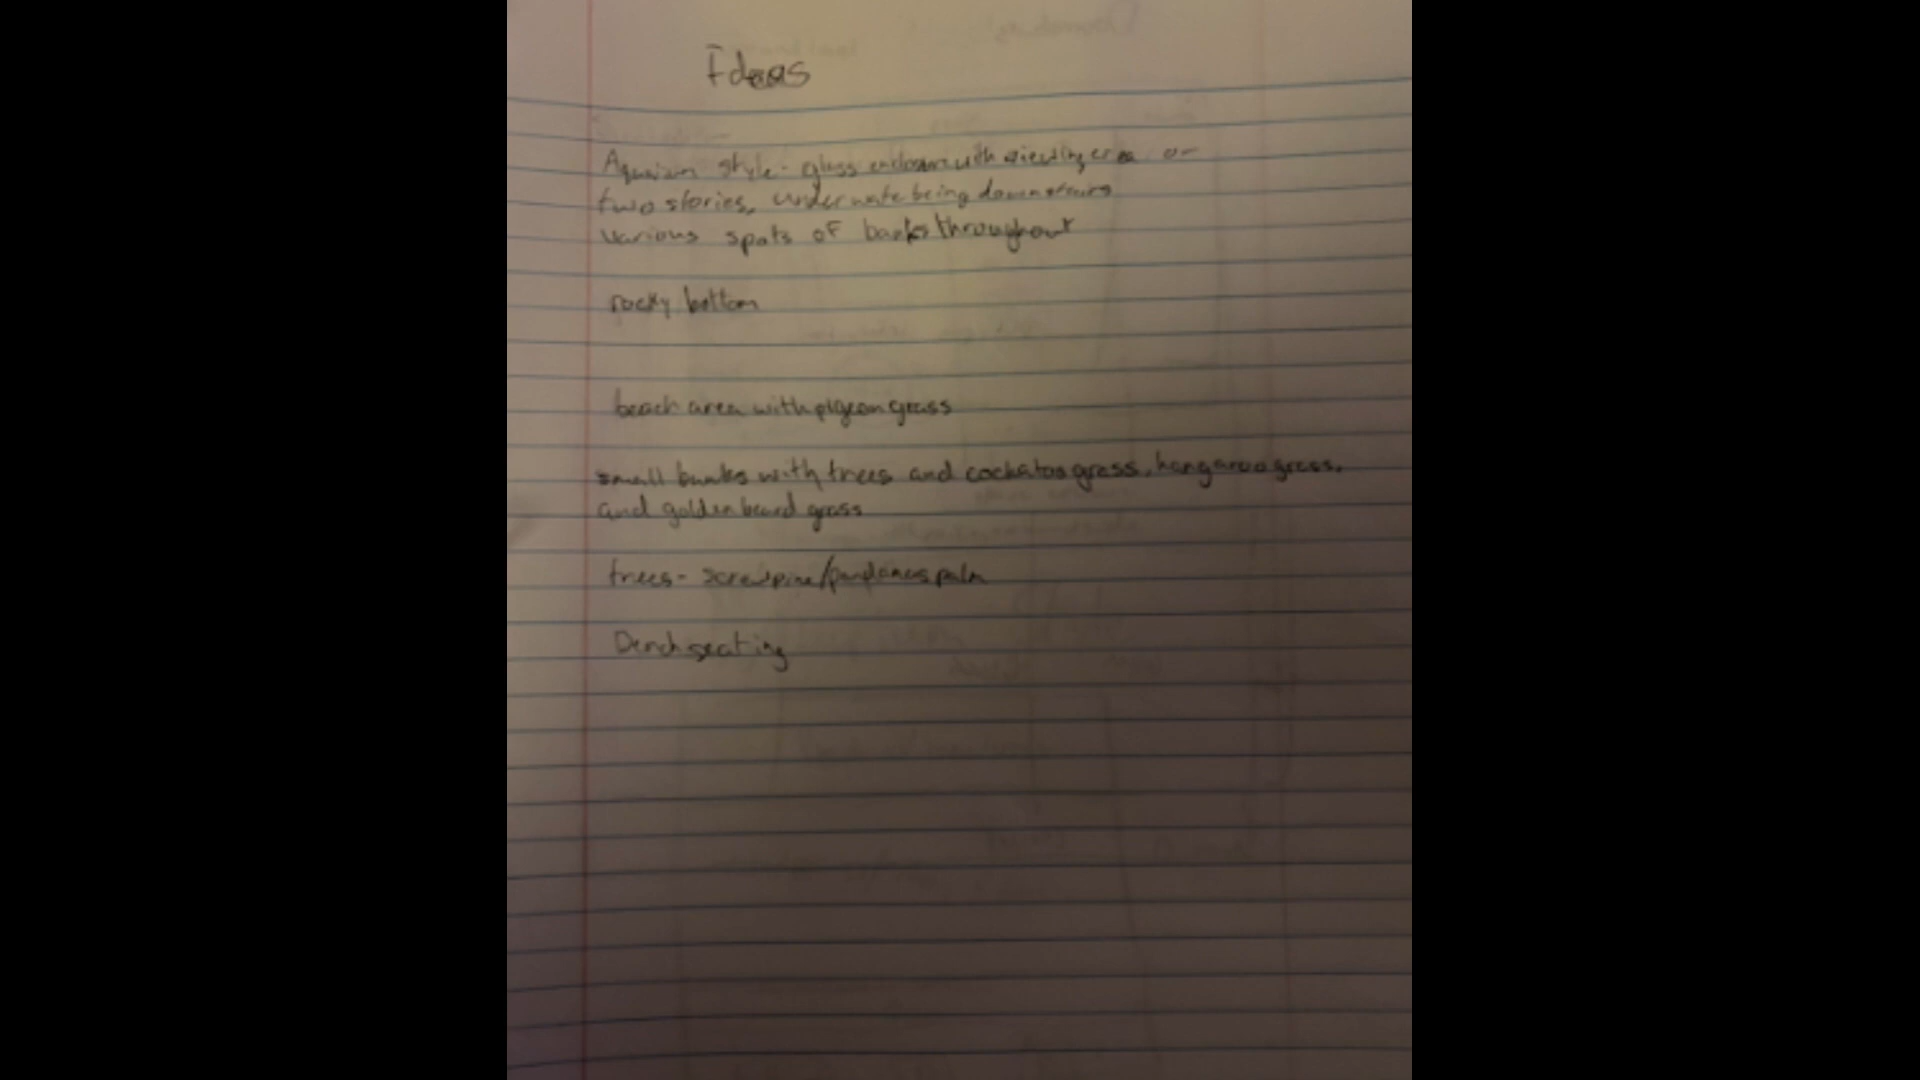 Ideas
Aquarium style - glass enclosure with viewing area on
two stories, underwate being downstairs
various spots of banks throughout
rocky bottom
beach area with pigeon grass
small banks with trees and cockatoo grass, kangaroo grass,
and golden beard grass
trees - screwpine/pandanus palm
Bench seating